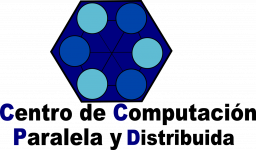 Centro de Computación
Paralela y Distribuida